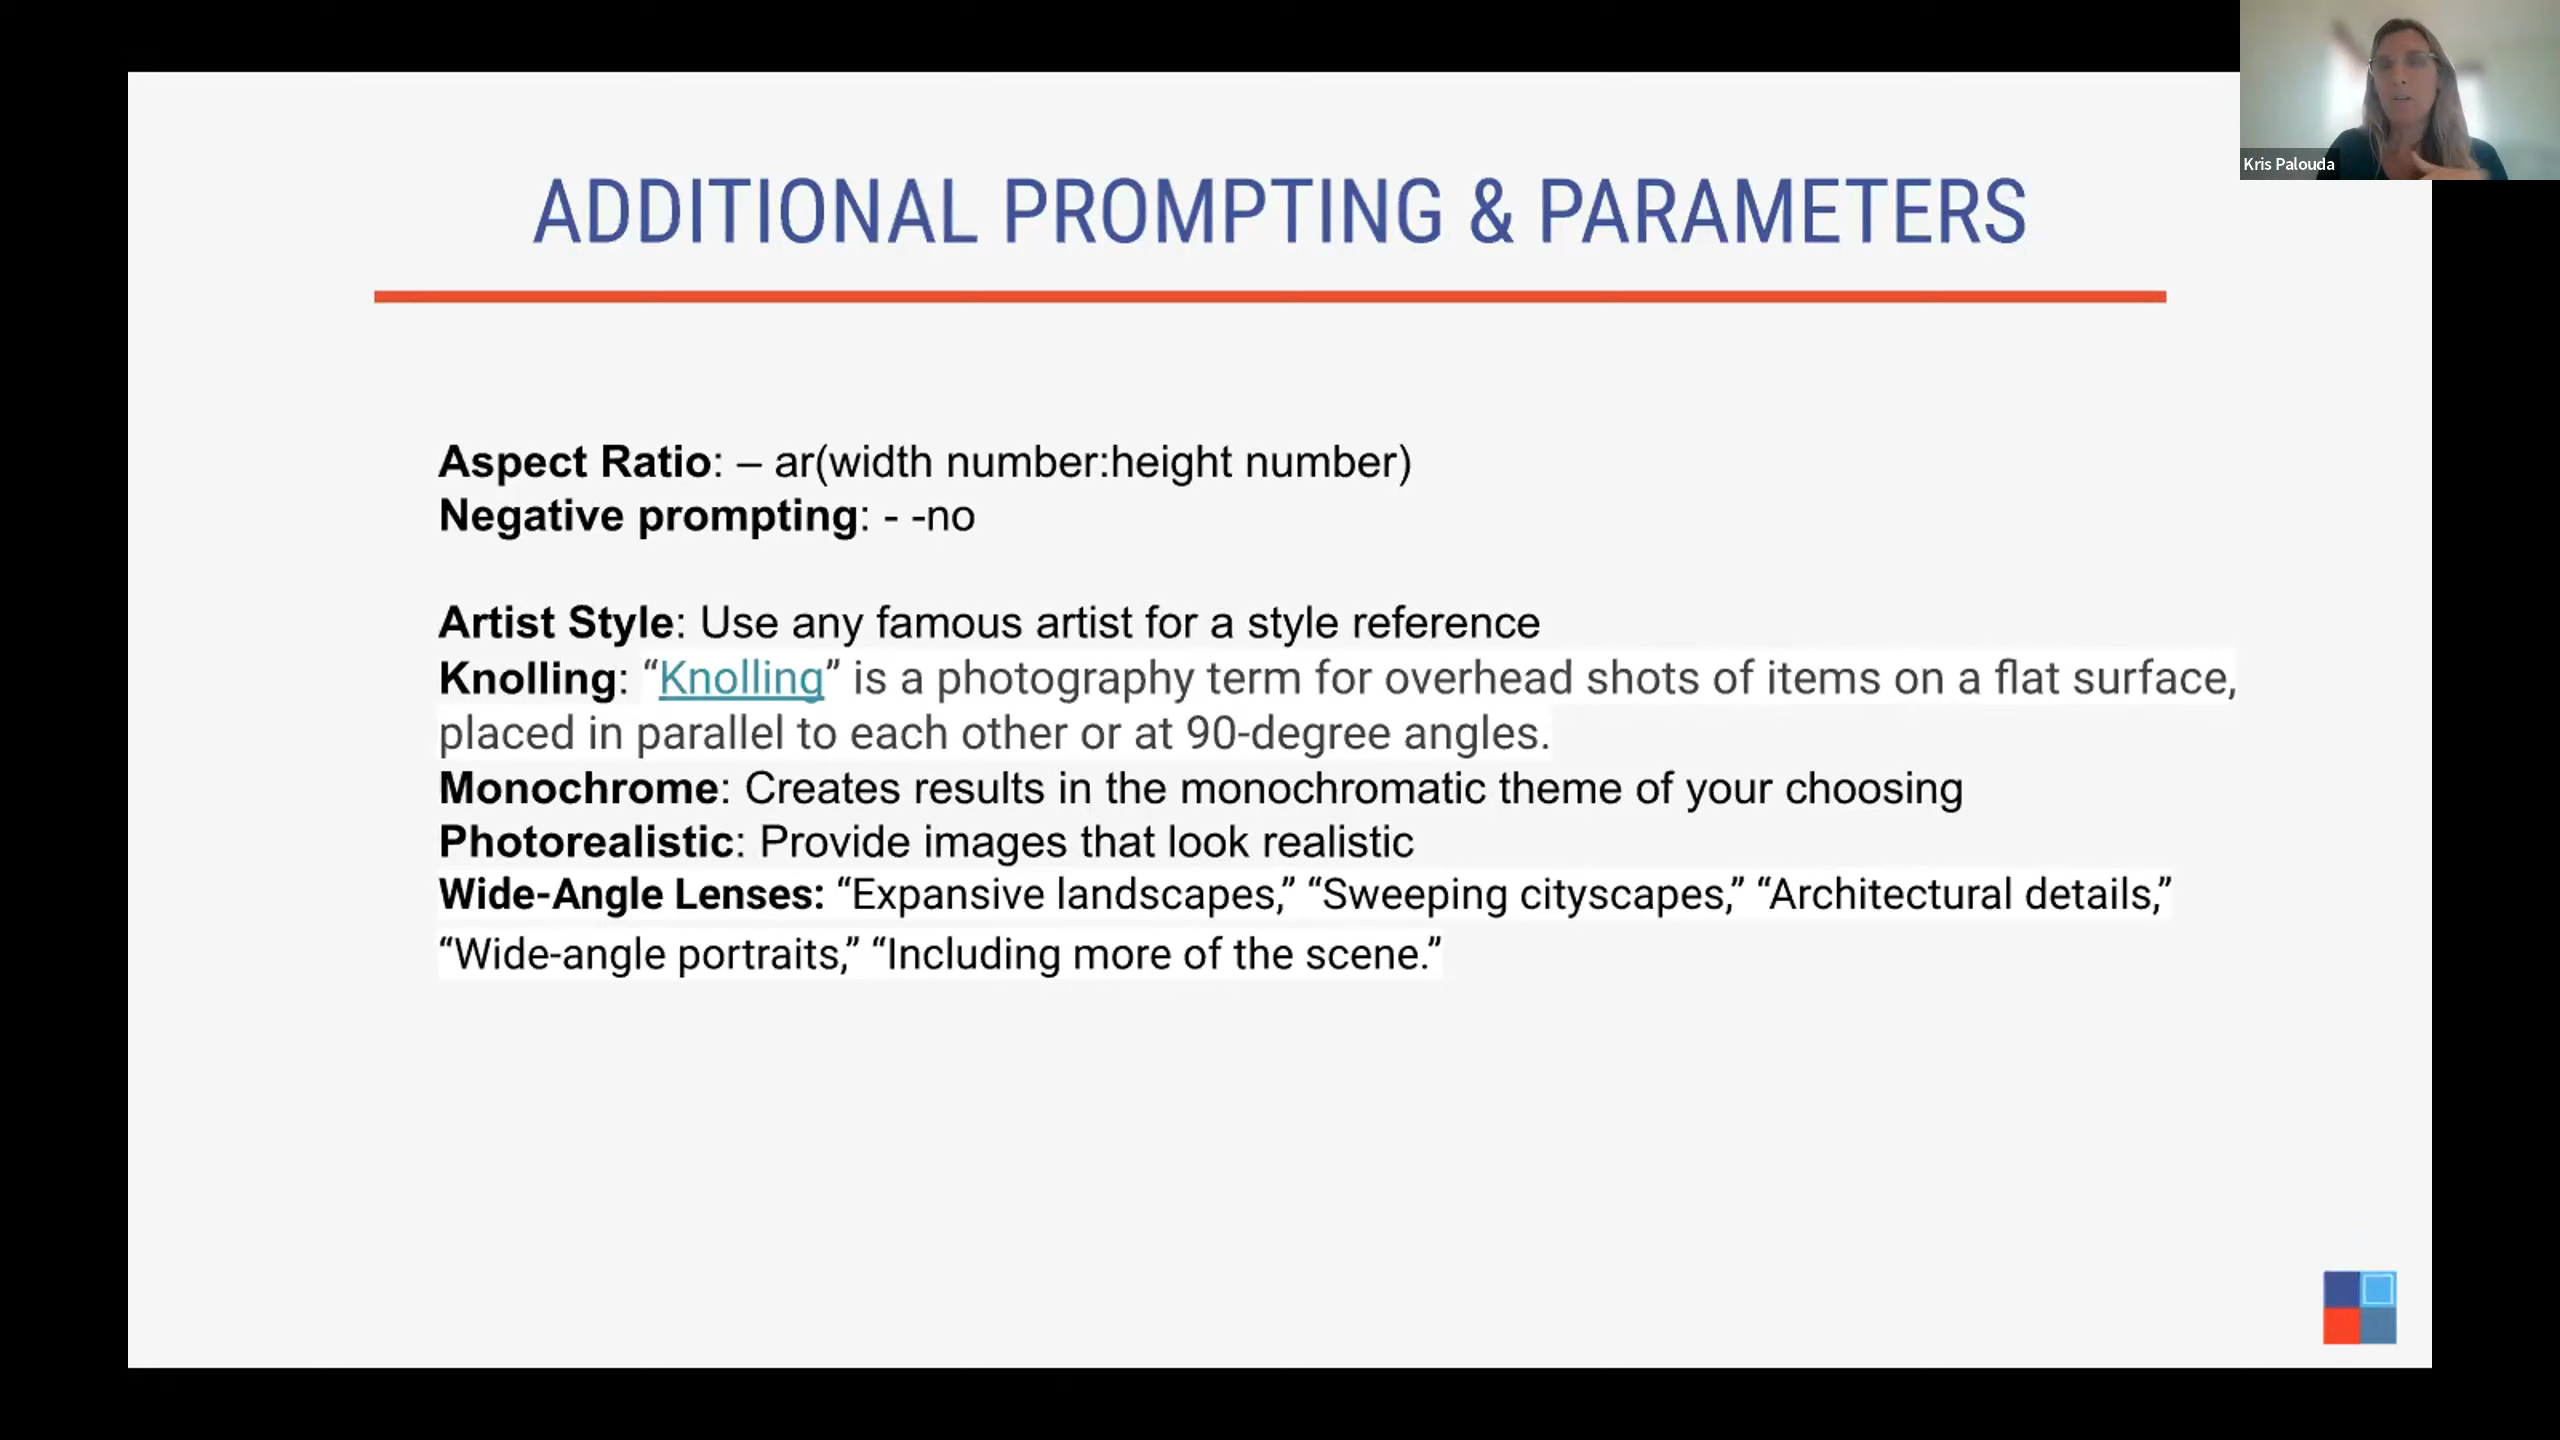 Kris Palouda
ADDITIONAL PROMPTING & PARAMETERS
Aspect Ratio: – ar(width number:height number)
Negative prompting: - -no
Artist Style: Use any famous artist for a style reference
Knolling: “Knolling” is a photography term for overhead shots of items on a flat surface,
placed in parallel to each other or at 90-degree angles.
Monochrome: Creates results in the monochromatic theme of your choosing
Photorealistic: Provide images that look realistic
Wide-Angle Lenses: “Expansive landscapes,” “Sweeping cityscapes,” “Architectural details,”
“Wide-angle portraits,” “Including more of the scene.”